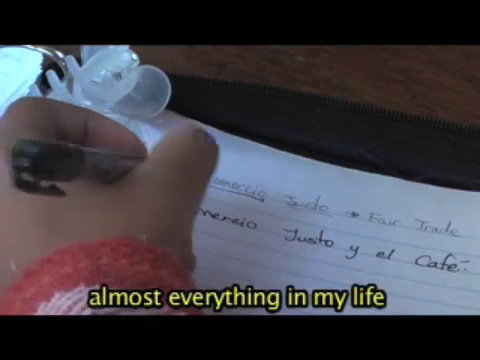 omercio Justo → Fair Trade
mercio Justo y el Café.
almost everything in my life